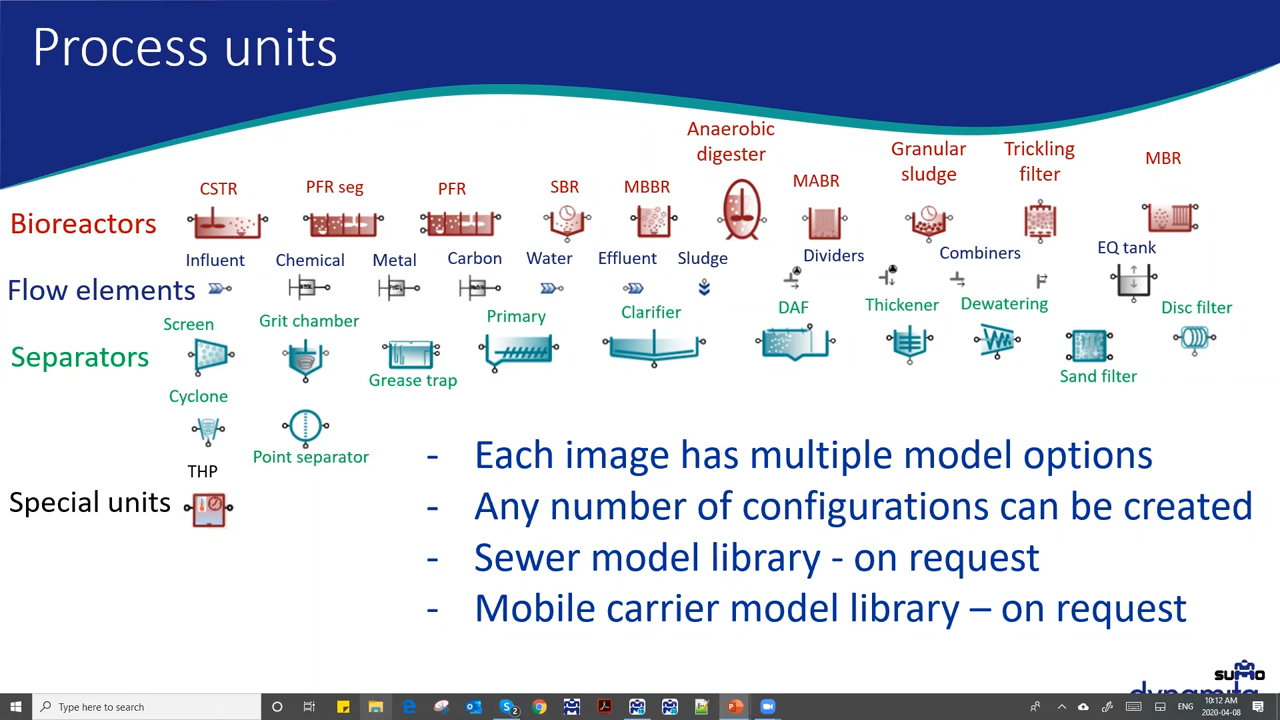 Process units
Anaerobic
digester
Granular
sludge
Trickling
filter
MBR
CSTR
PFR seg
PFR
SBR
MBBR
MABR
Bioreactors
Influent
Chemical
Metal
Carbon
Water
Effluent
Sludge
Dividers
Combiners
EQ tank
Flow elements
Screen
Grit chamber
Primary
Clarifier
DAF
Thickener
Dewatering
Disc filter
Separators
Grease trap
Sand filter
Cyclone
Point separator
THP
Special units
- Each image has multiple model options
- Any number of configurations can be created
- Sewer model library - on request
- Mobile carrier model library – on request
sumo
dynamita
Type here to search
ENG
10:12 AM
2020-04-08